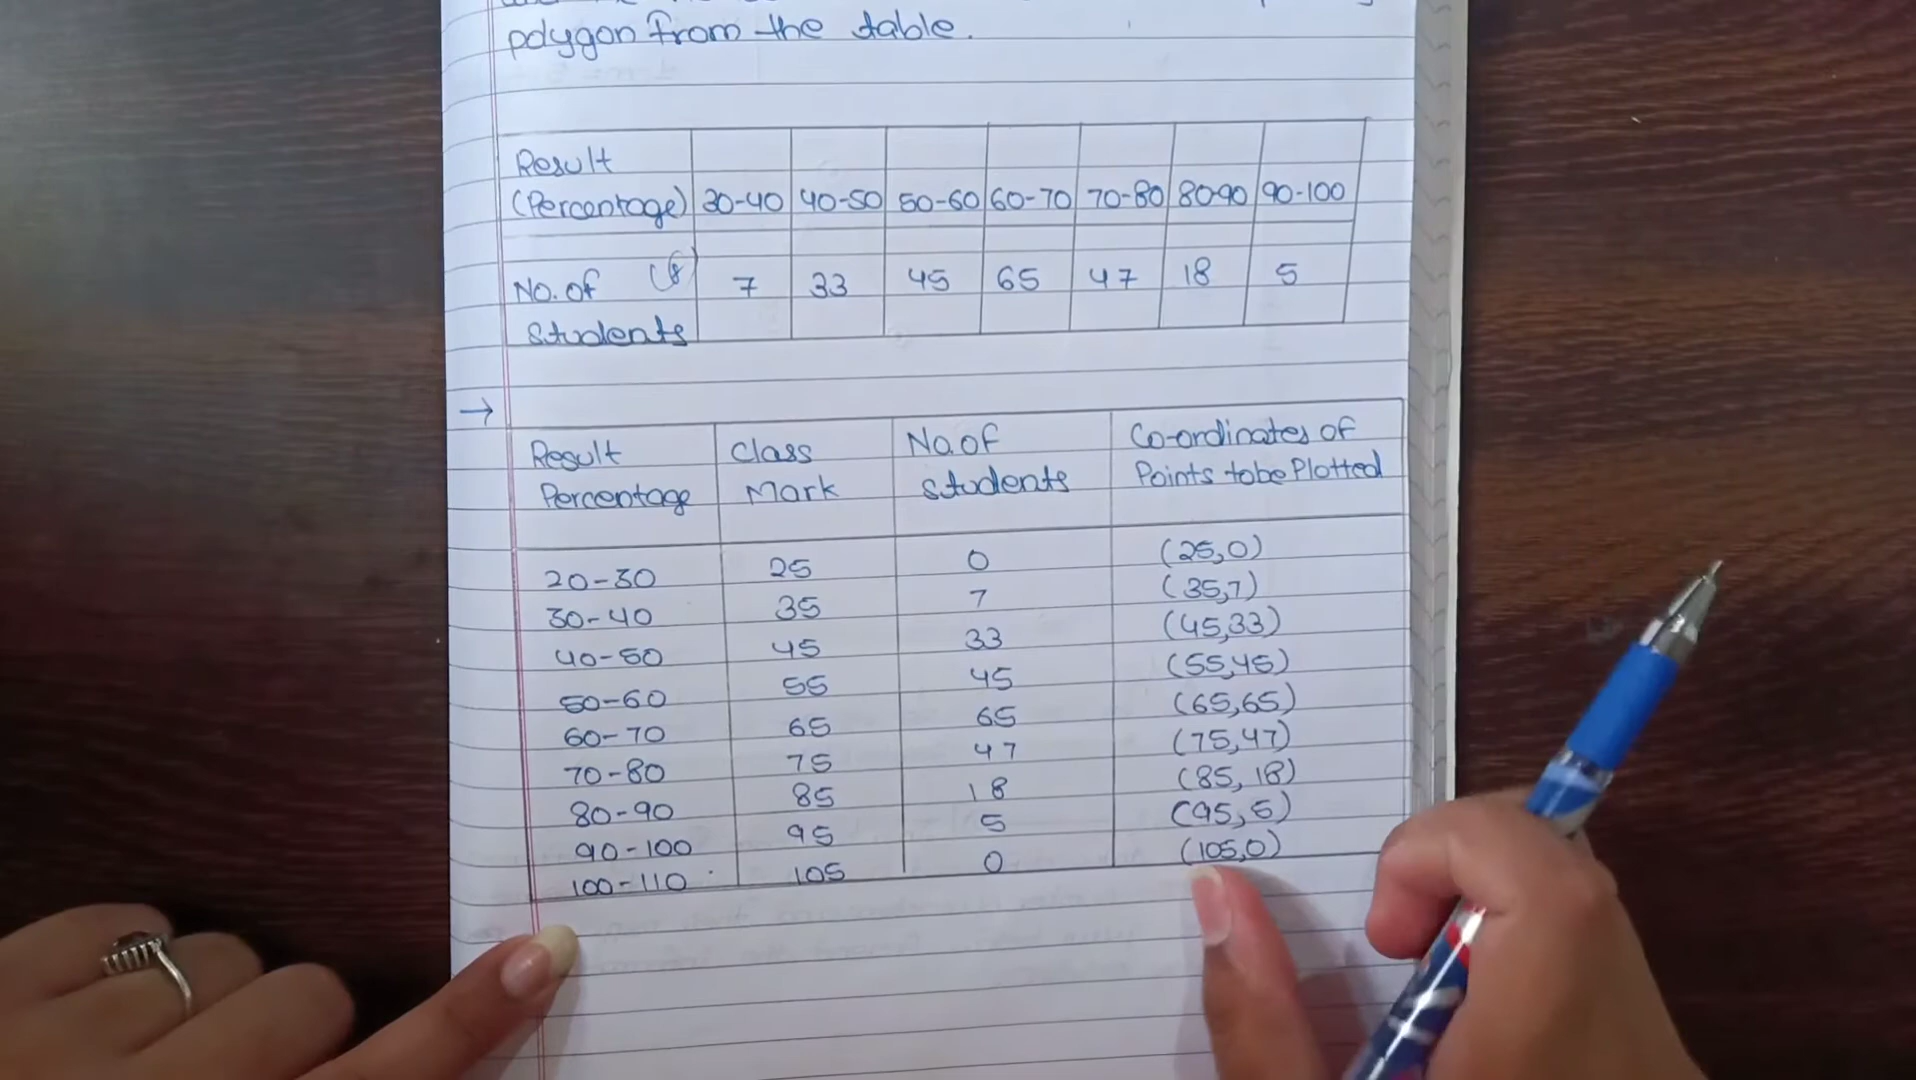 polygon from the table.
Result
(Percentage) 30-40 40-50 50-60 60-70 70-80 80-90 90-100
No. of (f) 7 33 45 65 47 18 5
Students
→
Result Class No. of Co-ordinates of
Percentage Mark students Points to be Plotted
20-30 25 0 (25,0)
30-40 35 7 (35,7)
40-50 45 33 (45,33)
50-60 55 45 (55,45)
60-70 65 65 (65,65)
70-80 75 47 (75,47)
80-90 85 18 (85, 18)
90-100 95 5 (95, 5)
100-110 105 0 (105,0)